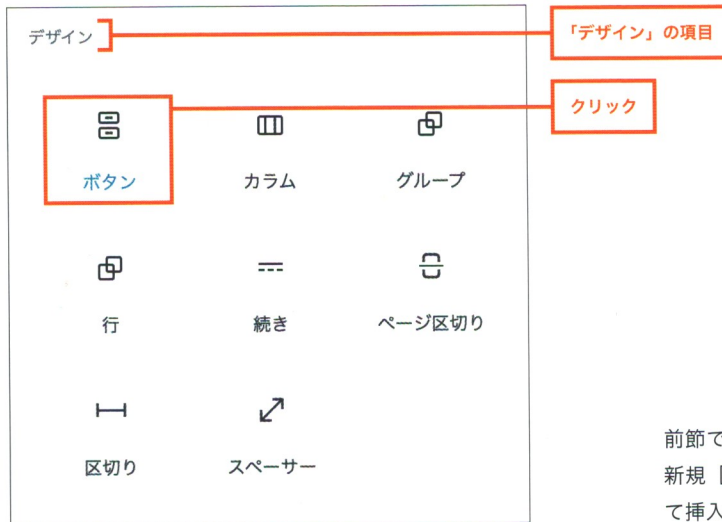 デザイン
「デザイン」の項目
クリック
ボタン
カラム
グループ
行
続き
ページ区切り
区切り
スペーサー
前節で
新規
て挿入